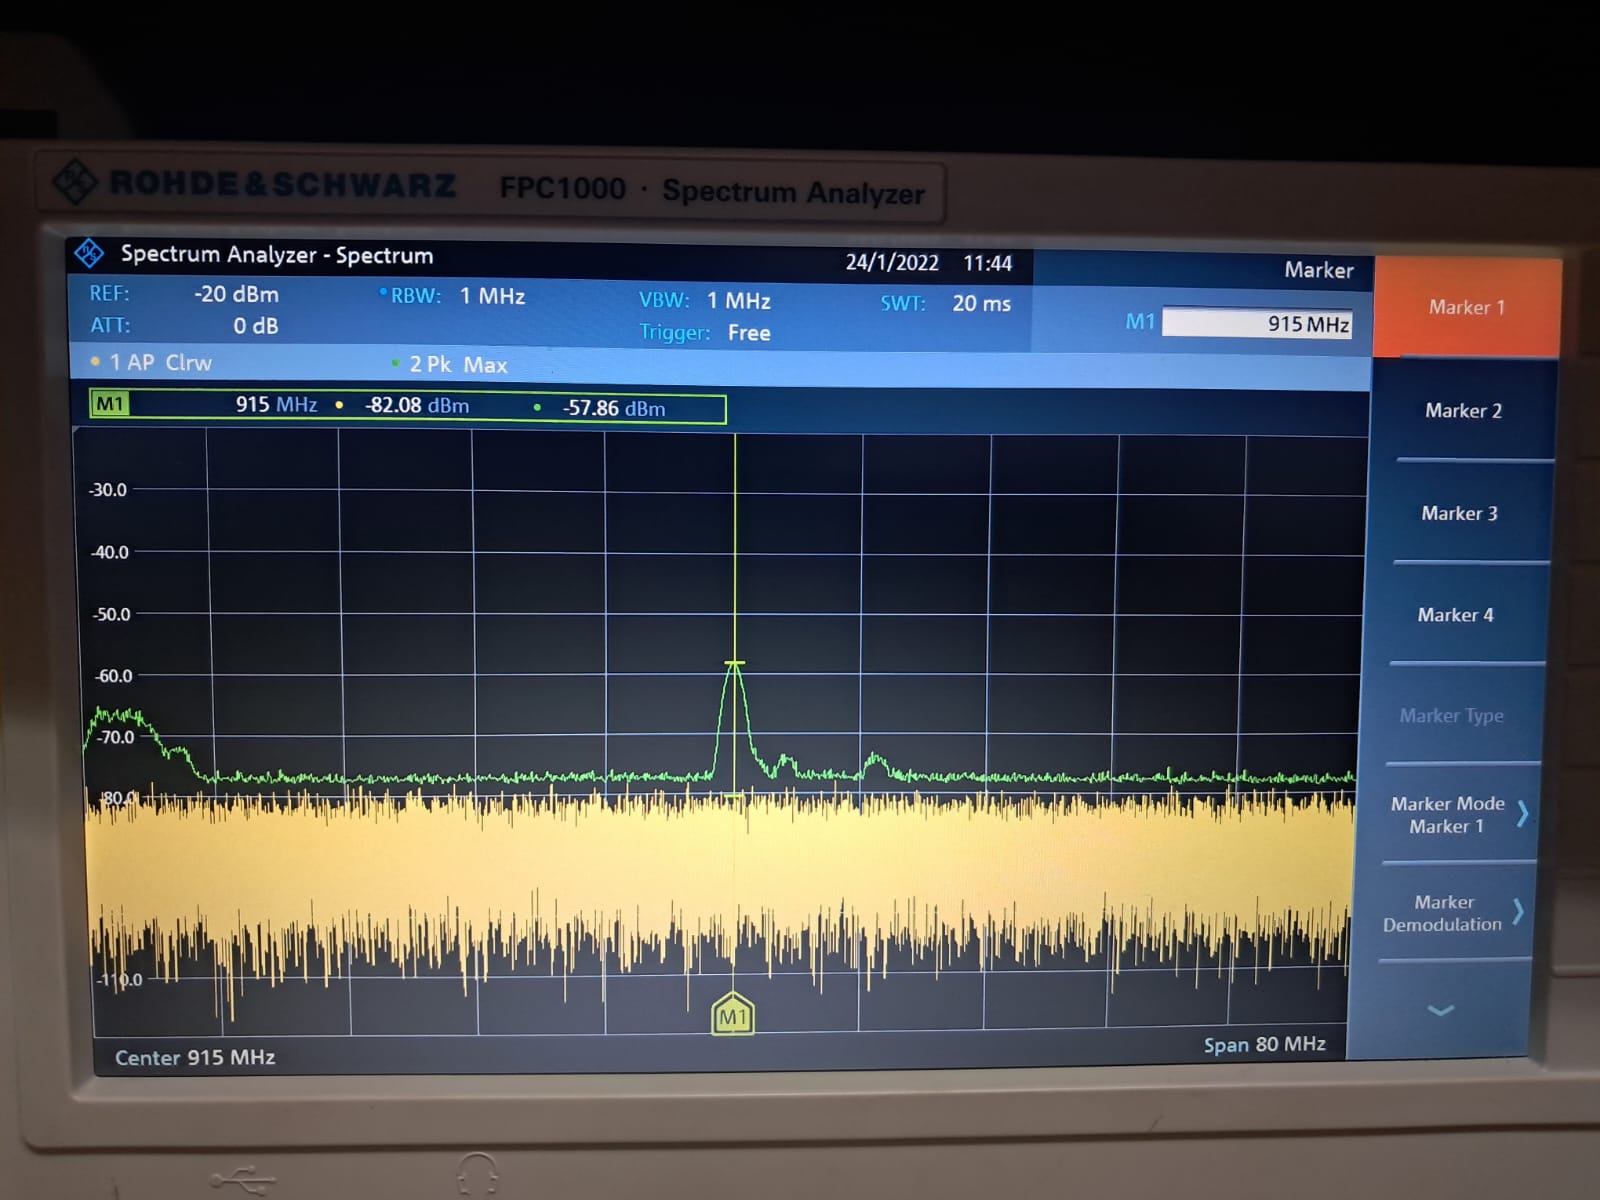 ROHDE&SCHWARZ FPC1000 · Spectrum Analyzer
Spectrum Analyzer - Spectrum 24/1/2022 11:44 Marker
REF: -20 dBm RBW: 1 MHz VBW: 1 MHz SWT: 20 ms
ATT: 0 dB Trigger: Free
M1 915 MHz
1 AP Clrw 2 Pk Max
M1 915 MHz -82.08 dBm -57.86 dBm
-30.0
-40.0
-50.0
-60.0
-70.0
-80.0
-110.0
M1
Center 915 MHz Span 80 MHz
Marker 1
Marker 2
Marker 3
Marker 4
Marker Type
Marker Mode
Marker 1
Marker
Demodulation